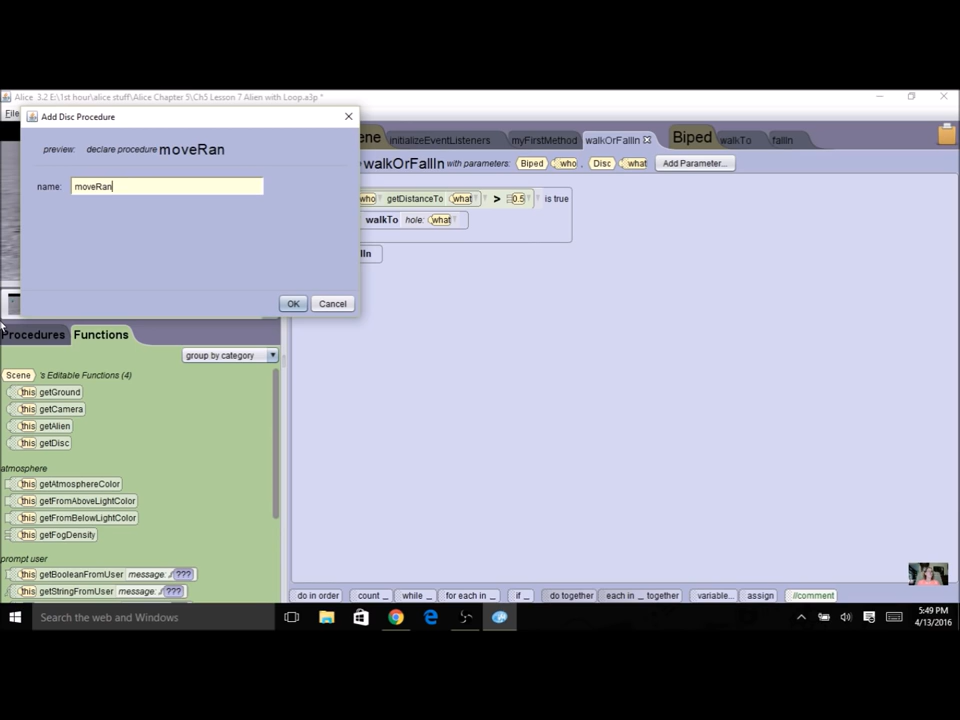 Alice 3.2 E:\1st hour\alice stuff\Alice Chapter 5\Ch5 Lesson 7 Alien with Loop.a3p *
File
Add Disc Procedure
preview: declare procedure moveRan
name: moveRan
OK Cancel
ene initializeEventListeners myFirstMethod walkOrFallIn Biped walkTo fallIn
walkOrFallIn with parameters: Biped who , Disc what Add Parameter...
who getDistanceTo what > 0.5 is true
walkTo hole: what
lIn
Procedures Functions
group by category
Scene 's Editable Functions (4)
this getGround
this getCamera
this getAlien
this getDisc
atmosphere
this getAtmosphereColor
this getFromAboveLightColor
this getFromBelowLightColor
this getFogDensity
prompt user
this getBooleanFromUser message: ???
this getStringFromUser message: ???
do in order count _ while _ for each in _ if _ do together each in _ together variable... assign //comment
Search the web and Windows
5:49 PM
4/13/2016